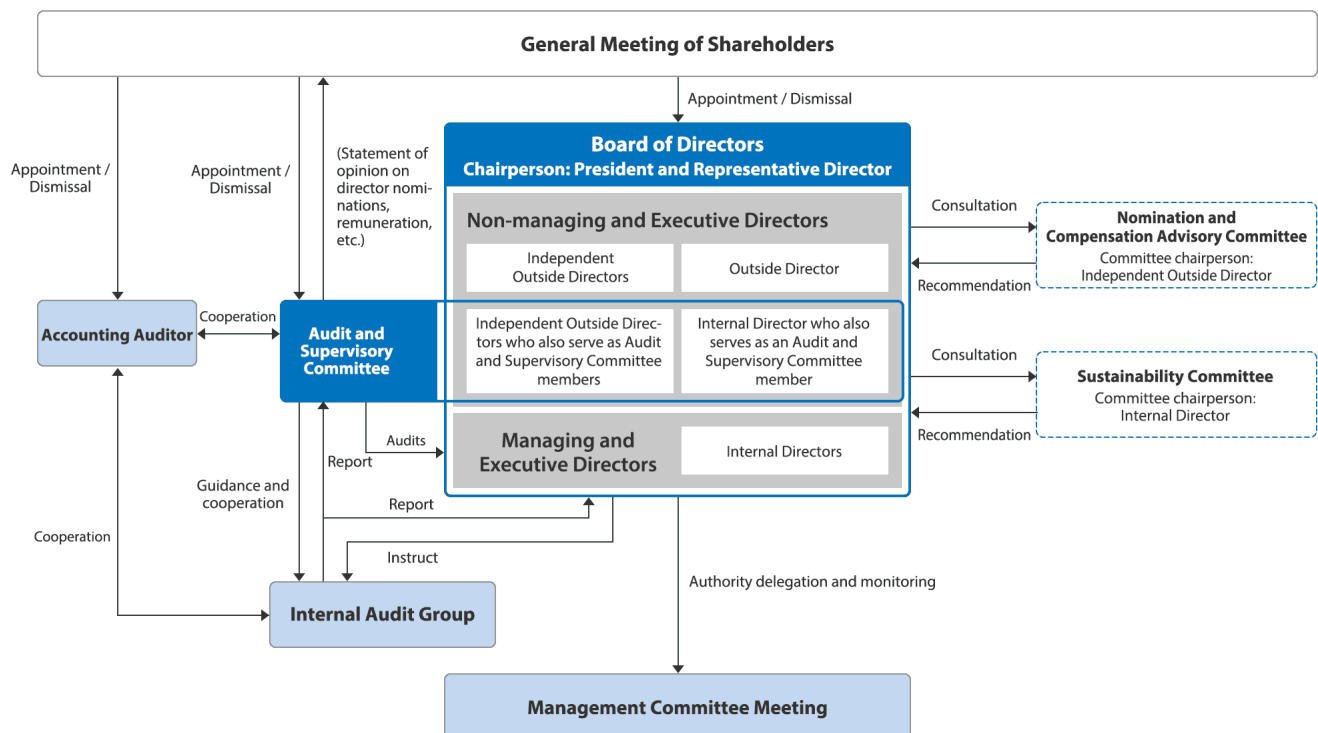 General Meeting of Shareholders
Appointment / Dismissal
Appointment /
Dismissal
Appointment /
Dismissal
(Statement of
opinion on
director nomi-
nations,
remuneration,
etc.)
Board of Directors
Chairperson: President and Representative Director
Non-managing and Executive Directors
Independent
Outside Directors
Outside Director
Consultation
Recommendation
Nomination and
Compensation Advisory Committee
Committee chairperson:
Independent Outside Director
Accounting Auditor
Cooperation
Audit and
Supervisory
Committee
Independent Outside Direc-
tors who also serve as Audit
and Supervisory Committee
members
Internal Director who also
serves as an Audit and
Supervisory Committee
member
Consultation
Recommendation
Sustainability Committee
Committee chairperson:
Internal Director
Audits
Report
Managing and
Executive Directors
Internal Directors
Guidance and
cooperation
Report
Instruct
Cooperation
Authority delegation and monitoring
Internal Audit Group
Management Committee Meeting